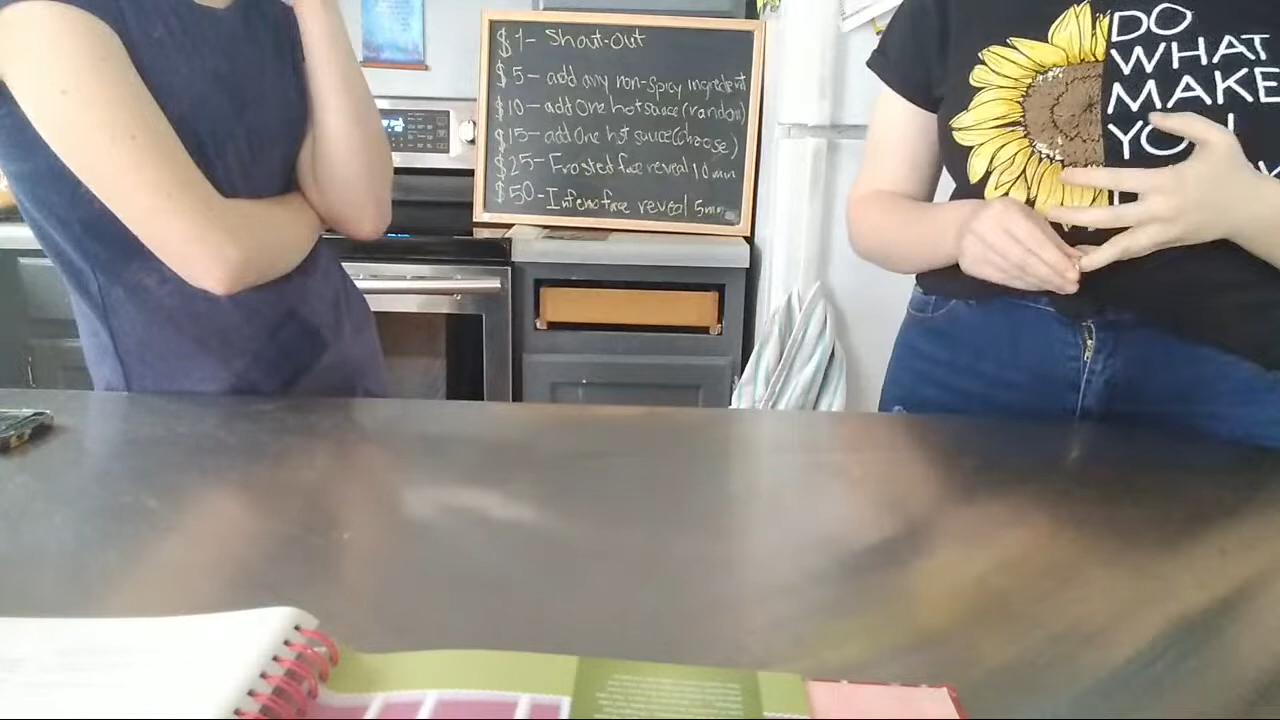 $1- Shout-out
$5- add any non-spicy ingredient
$10- add One hot sauce (random)
$15- add One hot sauce (choose)
$25- Frosted face reveal 10 min
$50- Inferno face reveal 5 min
DO
WHAT
MAKE
YOU